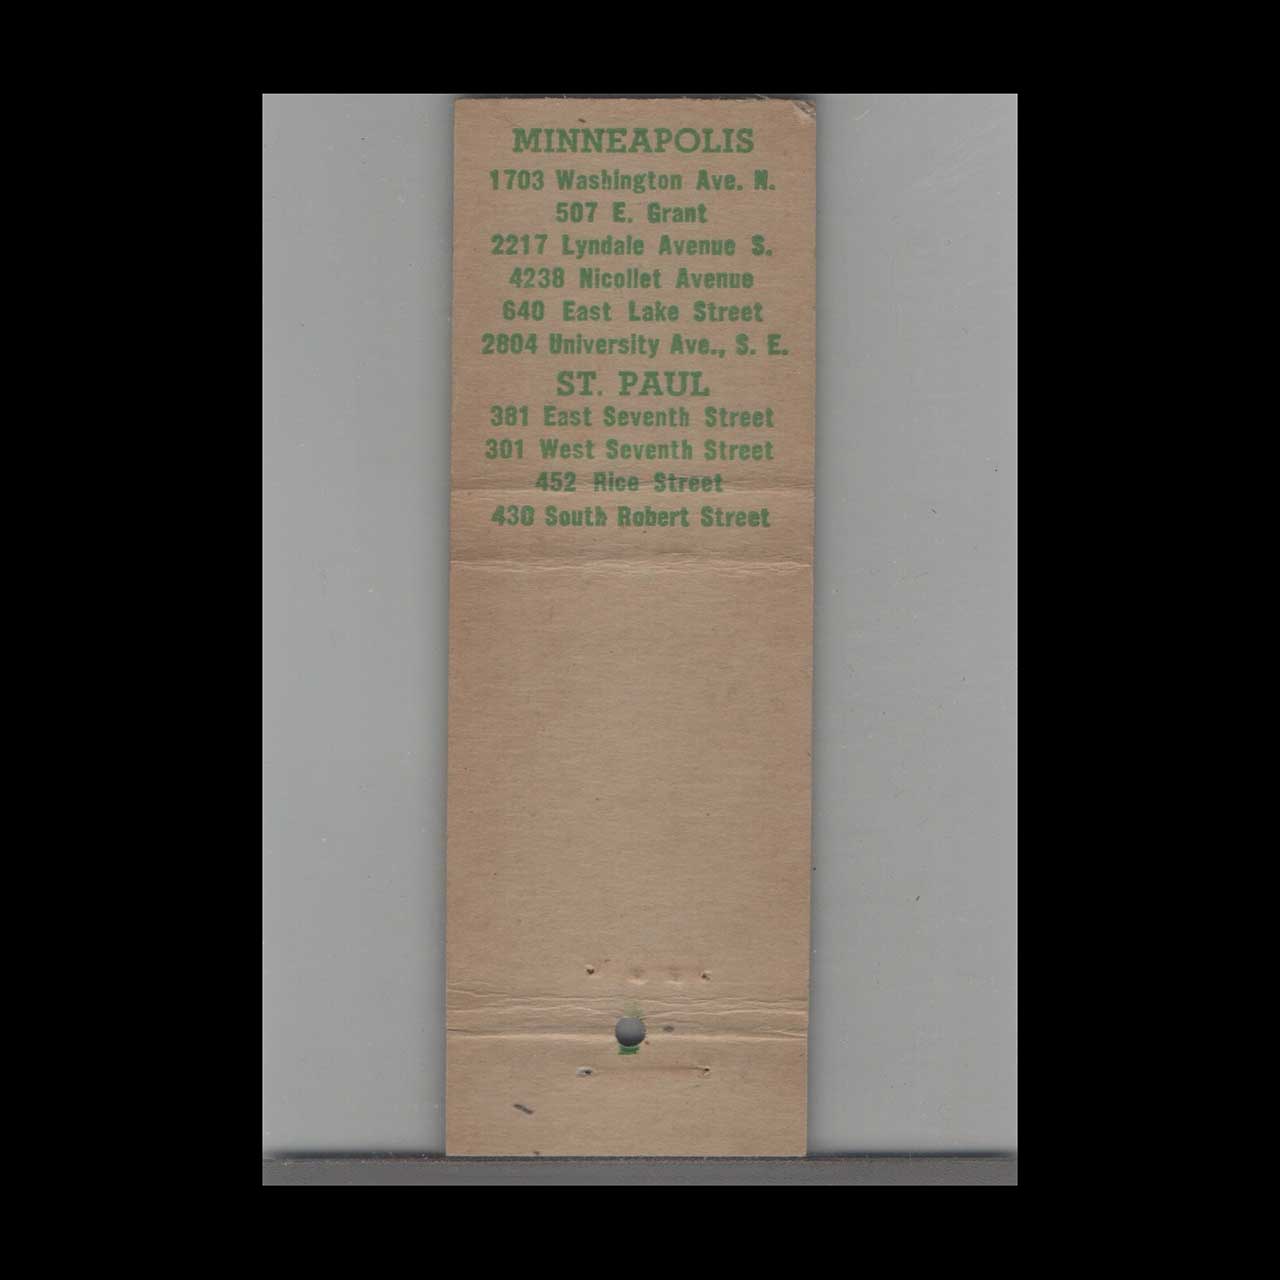 MINNEAPOLIS
1703 Washington Ave. N.
507 E. Grant
2217 Lyndale Avenue S.
4238 Nicollet Avenue
640 East Lake Street
2804 University Ave., S. E.
ST. PAUL
381 East Seventh Street
301 West Seventh Street
452 Rice Street
430 South Robert Street